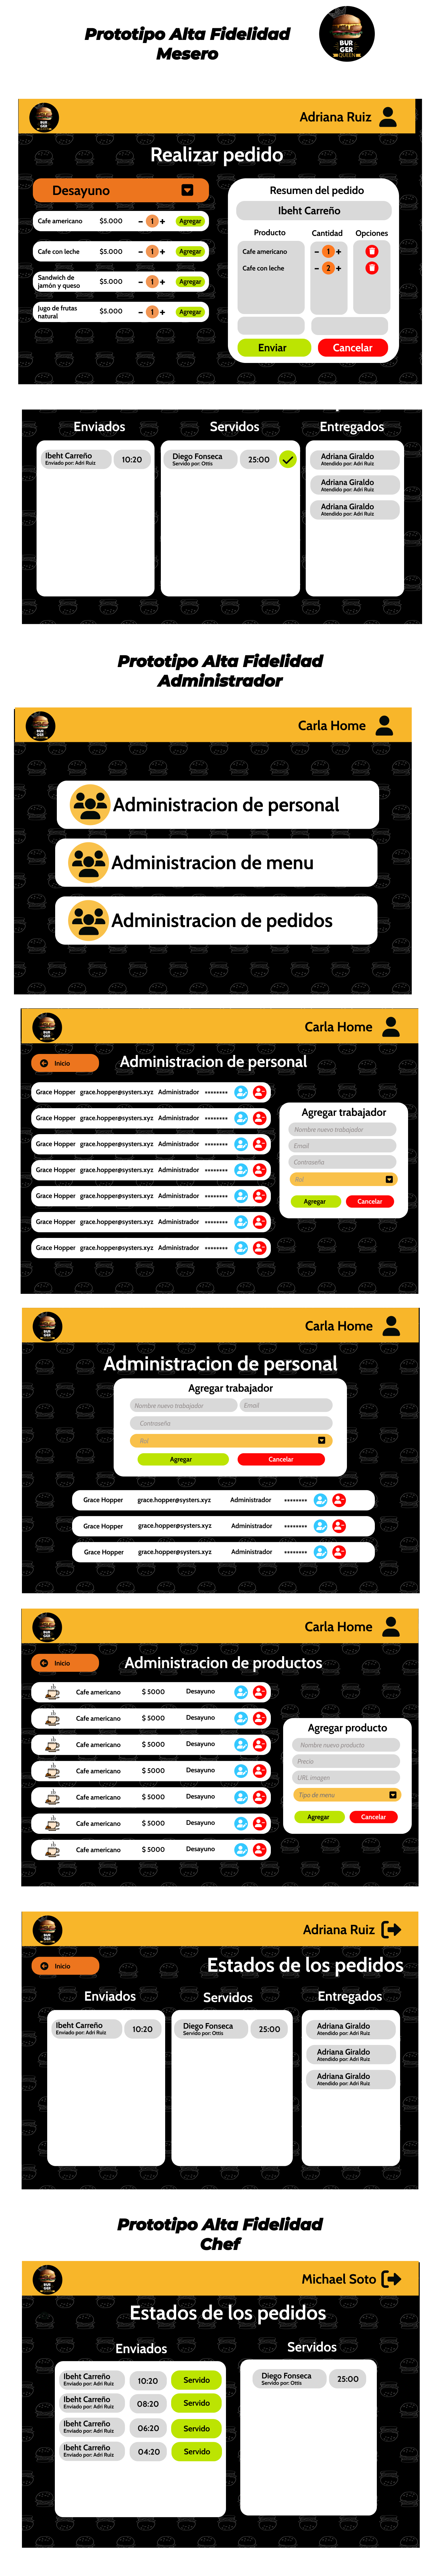 Prototipo Alta Fidelidad
Mesero
BUR
GER
QUEEN
Adriana Ruiz
Realizar pedido
Desayuno
Cafe americano $5.000 - 1 + Agregar
Cafe con leche $5.000 - 1 + Agregar
Sandwich de
jamón y queso $5.000 - 1 + Agregar
Jugo de frutas
natural $5.000 - 1 + Agregar
Resumen del pedido
Ibeht Carreño
Producto Cantidad Opciones
Cafe americano - 1 +
Cafe con leche - 2 +
Enviar Cancelar
Enviados Servidos Entregados
Ibeht Carreño
Enviado por: Adri Ruiz
10:20
Diego Fonseca
Servido por: Ottis
25:00
Adriana Giraldo
Atendido por: Adri Ruiz
Adriana Giraldo
Atendido por: Adri Ruiz
Adriana Giraldo
Atendido por: Adri Ruiz
Prototipo Alta Fidelidad
Administrador
Carla Home
Administracion de personal
Administracion de menu
Administracion de pedidos
Carla Home
Inicio
Administracion de personal
Grace Hopper grace.hopper@systers.xyz Administrador ********
Grace Hopper grace.hopper@systers.xyz Administrador ********
Grace Hopper grace.hopper@systers.xyz Administrador ********
Grace Hopper grace.hopper@systers.xyz Administrador ********
Grace Hopper grace.hopper@systers.xyz Administrador ********
Grace Hopper grace.hopper@systers.xyz Administrador ********
Grace Hopper grace.hopper@systers.xyz Administrador ********
Agregar trabajador
Nombre nuevo trabajador
Email
Contraseña
Rol
Agregar Cancelar
Carla Home
Administracion de personal
Agregar trabajador
Nombre nuevo trabajador Email
Contraseña
Rol
Agregar Cancelar
Grace Hopper grace.hopper@systers.xyz Administrador ********
Grace Hopper grace.hopper@systers.xyz Administrador ********
Grace Hopper grace.hopper@systers.xyz Administrador ********
Carla Home
Inicio
Administracion de productos
Cafe americano $ 5000 Desayuno
Cafe americano $ 5000 Desayuno
Cafe americano $ 5000 Desayuno
Cafe americano $ 5000 Desayuno
Cafe americano $ 5000 Desayuno
Cafe americano $ 5000 Desayuno
Cafe americano $ 5000 Desayuno
Agregar producto
Nombre nuevo producto
Precio
URL imagen
Tipo de menu
Agregar Cancelar
Adriana Ruiz
Inicio
Estados de los pedidos
Enviados Servidos Entregados
Ibeht Carreño
Enviado por: Adri Ruiz
10:20
Diego Fonseca
Servido por: Ottis
25:00
Adriana Giraldo
Atendido por: Adri Ruiz
Adriana Giraldo
Atendido por: Adri Ruiz
Adriana Giraldo
Atendido por: Adri Ruiz
Prototipo Alta Fidelidad
Chef
Michael Soto
Estados de los pedidos
Enviados Servidos
Ibeht Carreño
Enviado por: Adri Ruiz
10:20 Servido
Ibeht Carreño
Enviado por: Adri Ruiz
08:20 Servido
Ibeht Carreño
Enviado por: Adri Ruiz
06:20 Servido
Ibeht Carreño
Enviado por: Adri Ruiz
04:20 Servido
Diego Fonseca
Servido por: Ottis
25:00